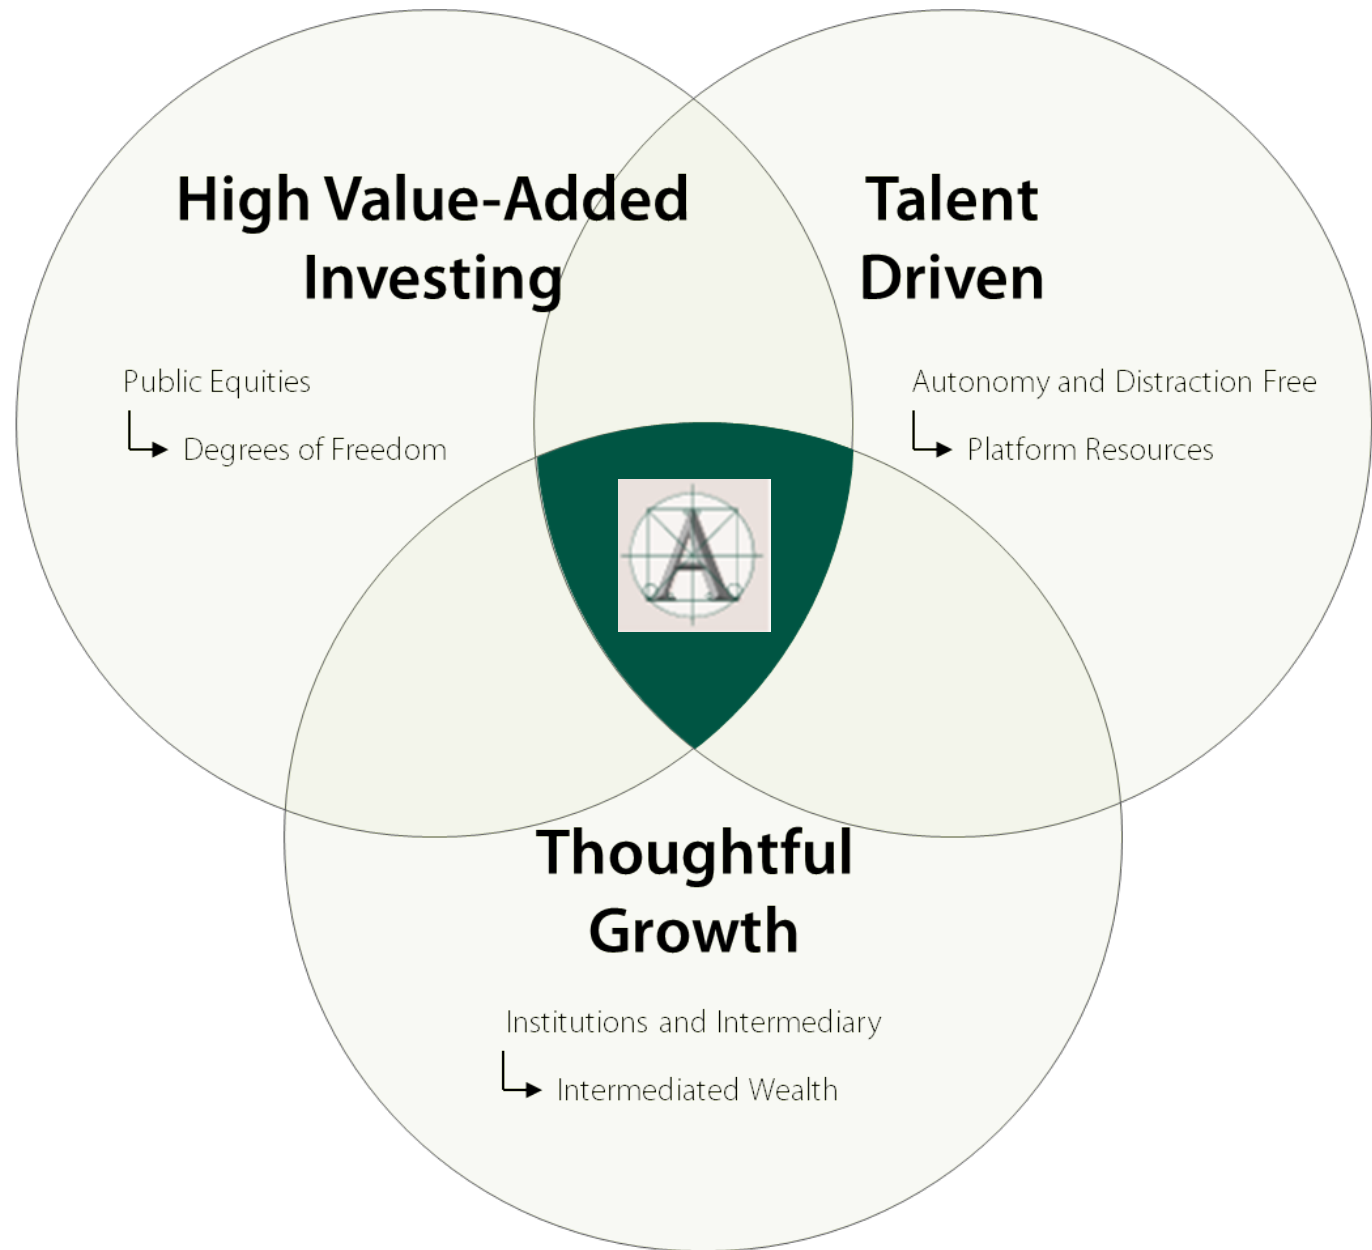 High Value-Added
Investing
Public Equities
Degrees of Freedom
Talent
Driven
Autonomy and Distraction Free
Platform Resources
A
Thoughtful
Growth
Institutions and Intermediary
Intermediated Wealth